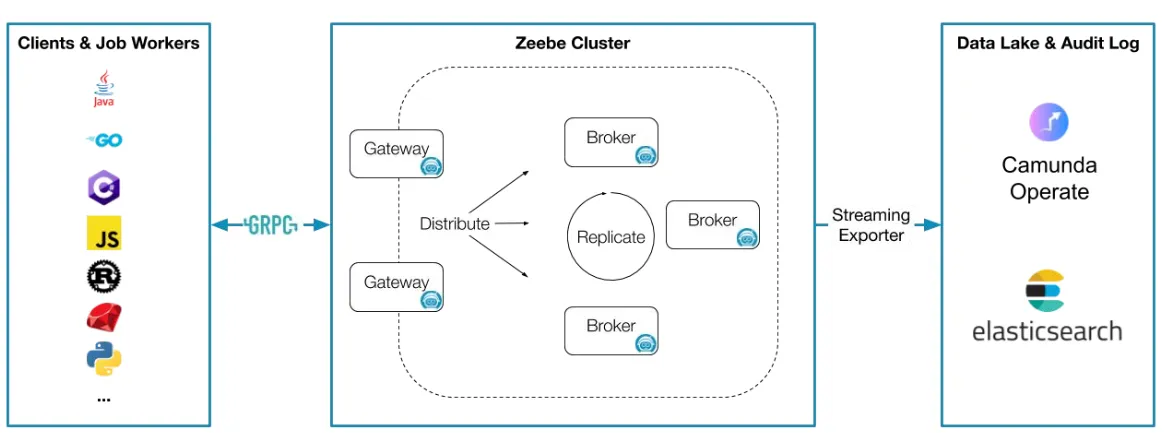 Clients & Job Workers
Java
GO
C#
JS
R
...
GRPC
Zeebe Cluster
Gateway
Gateway
Distribute
Broker
Replicate
Broker
Broker
Streaming
Exporter
Data Lake & Audit Log
Camunda
Operate
elasticsearch